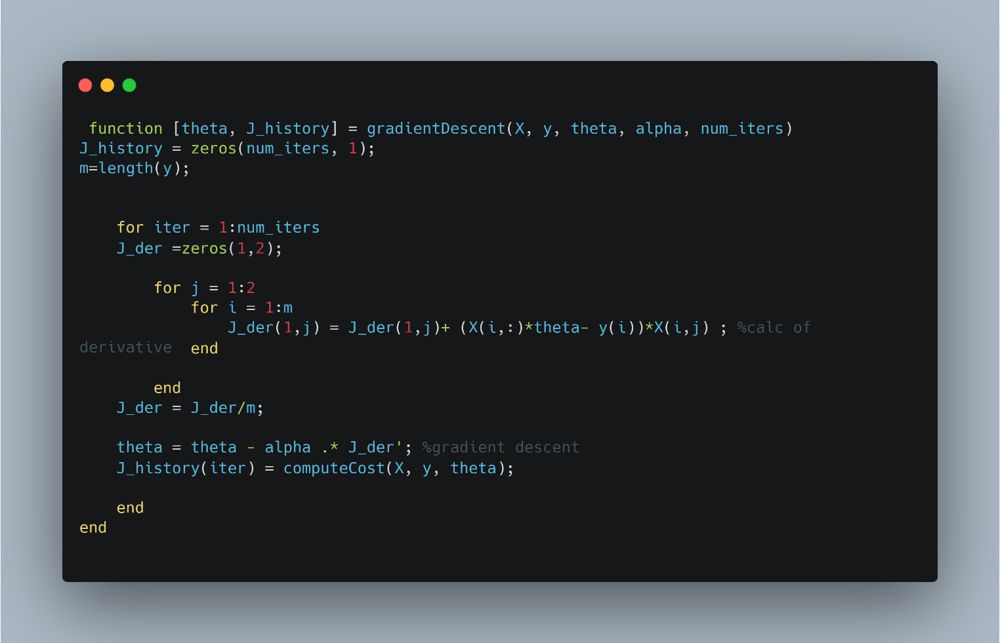 function [theta, J_history] = gradientDescent(X, y, theta, alpha, num_iters)
J_history = zeros(num_iters, 1);
m=length(y);
for iter = 1:num_iters
J_der =zeros(1,2);
for j = 1:2
for i = 1:m
J_der(1,j) = J_der(1,j)+ (X(i,:)*theta- y(i))*X(i,j) ; %calc of
derivative  end
end
J_der = J_der/m;
theta = theta - alpha .* J_der'; %gradient descent
J_history(iter) = computeCost(X, y, theta);
end
end